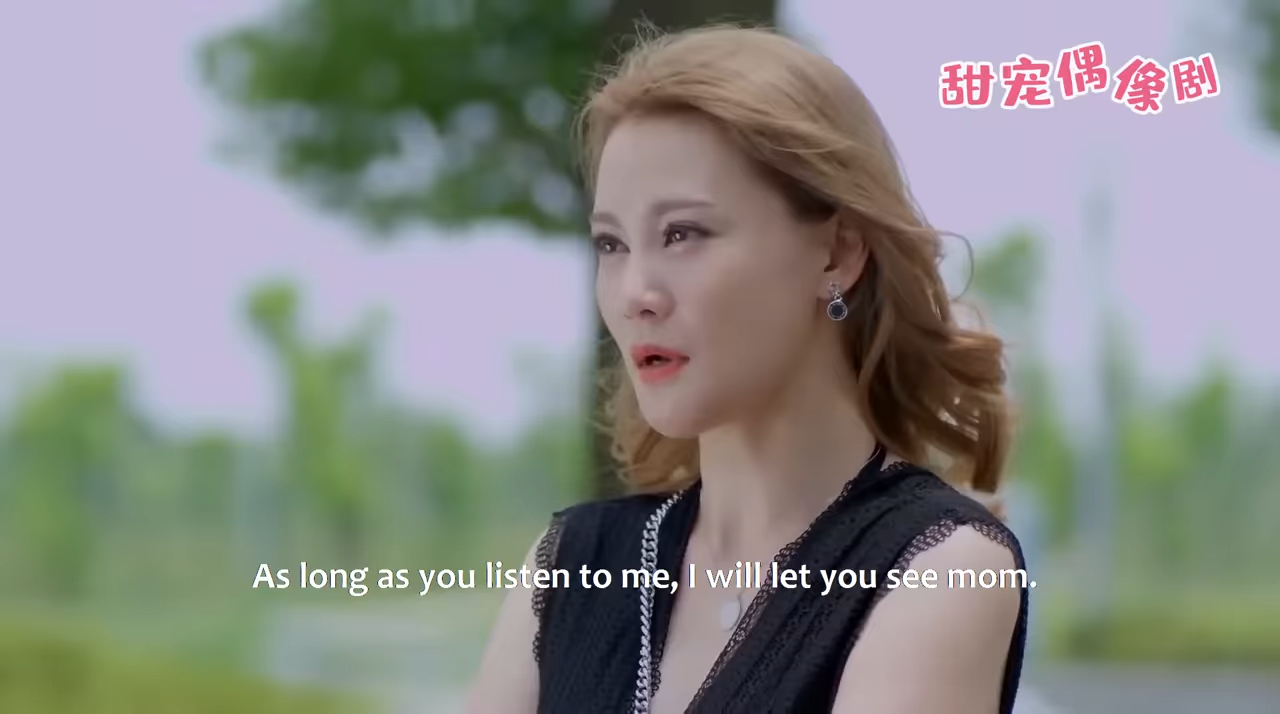 甜宠偶像剧
As long as you listen to me, I will let you see mom.